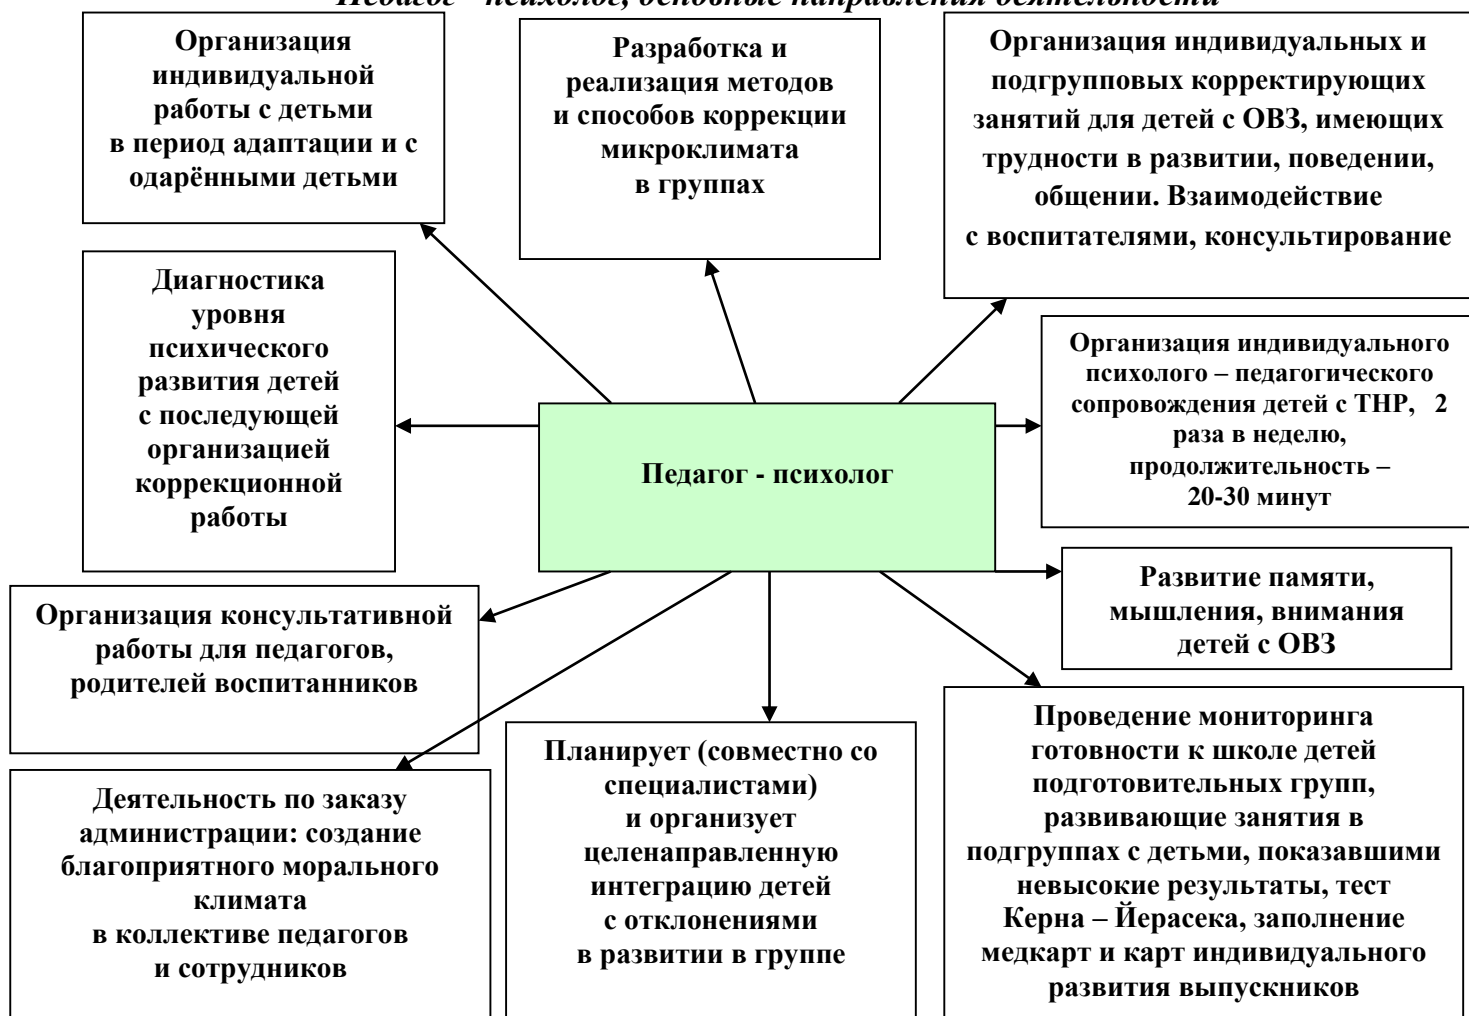 Педагог - психолог, основные направления деятельности
Организация
индивидуальной
работы с детьми
в период адаптации и с
одарёнными детьми
Разработка и
реализация методов
и способов коррекции
микроклимата
в группах
Организация индивидуальных и
подгрупповых корректирующих
занятий для детей с ОВЗ, имеющих
трудности в развитии, поведении,
общении. Взаимодействие
с воспитателями, консультирование
Диагностика
уровня
психического
развития детей
с последующей
организацией
коррекционной
работы
Организация индивидуального
психолого – педагогического
сопровождения детей с ТНР, 2
раза в неделю,
продолжительность –
20-30 минут
Педагог - психолог
Развитие памяти,
мышления, внимания
детей с ОВЗ
Организация консультативной
работы для педагогов,
родителей воспитанников
Деятельность по заказу
администрации: создание
благоприятного морального
климата
в коллективе педагогов
и сотрудников
Планирует (совместно со
специалистами)
и организует
целенаправленную
интеграцию детей
с отклонениями
в развитии в группе
Проведение мониторинга
готовности к школе детей
подготовительных групп,
развивающие занятия в
подгруппах с детьми, показавшими
невысокие результаты, тест
Керна – Йерасека, заполнение
медкарт и карт индивидуального
развития выпускников